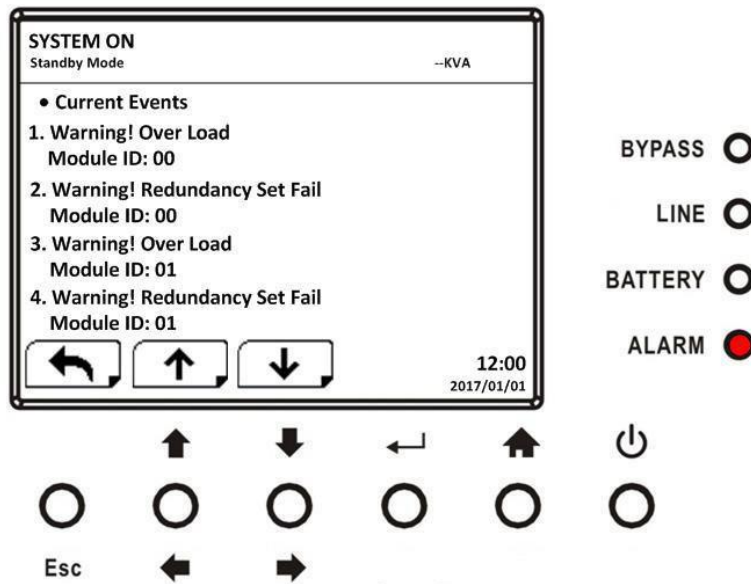 SYSTEM ON
Standby Mode --KVA
• Current Events
1. Warning! Over Load
Module ID: 00
2. Warning! Redundancy Set Fail
Module ID: 00
3. Warning! Over Load
Module ID: 01
4. Warning! Redundancy Set Fail
Module ID: 01
12:00
2017/01/01
BYPASS
LINE
BATTERY
ALARM
Esc